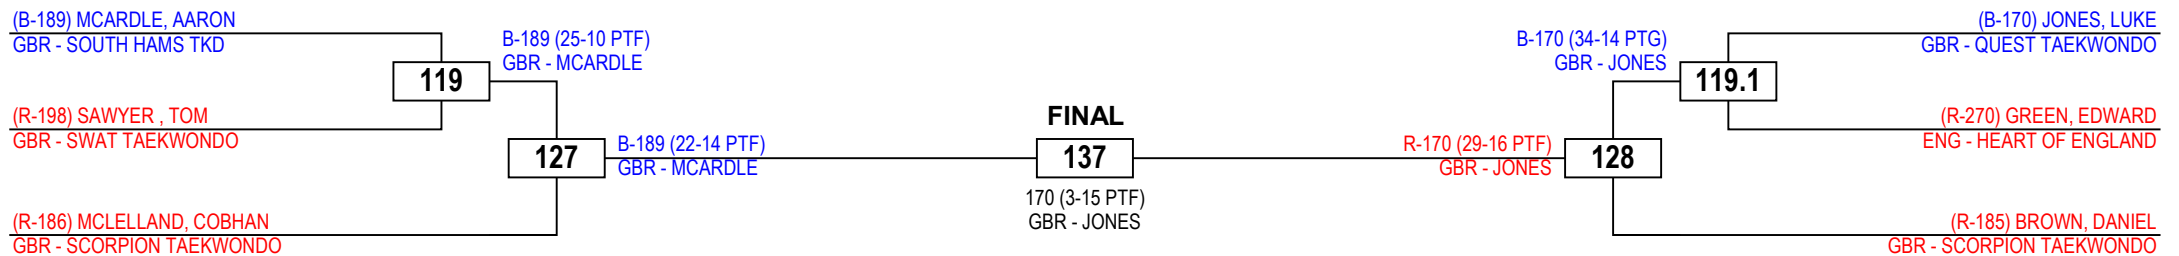 (B-189) MCARDLE, AARON
GBR - SOUTH HAMS TKD
B-189 (25-10 PTF)
GBR - MCARDLE
119
(R-198) SAWYER , TOM
GBR - SWAT TAEKWONDO
127
B-189 (22-14 PTF)
GBR - MCARDLE
(R-186) MCLELLAND, COBHAN
GBR - SCORPION TAEKWONDO
FINAL
137
170 (3-15 PTF)
GBR - JONES
(B-170) JONES, LUKE
GBR - QUEST TAEKWONDO
B-170 (34-14 PTG)
GBR - JONES
119.1
(R-270) GREEN, EDWARD
ENG - HEART OF ENGLAND
R-170 (29-16 PTF)
GBR - JONES
128
(R-185) BROWN, DANIEL
GBR - SCORPION TAEKWONDO